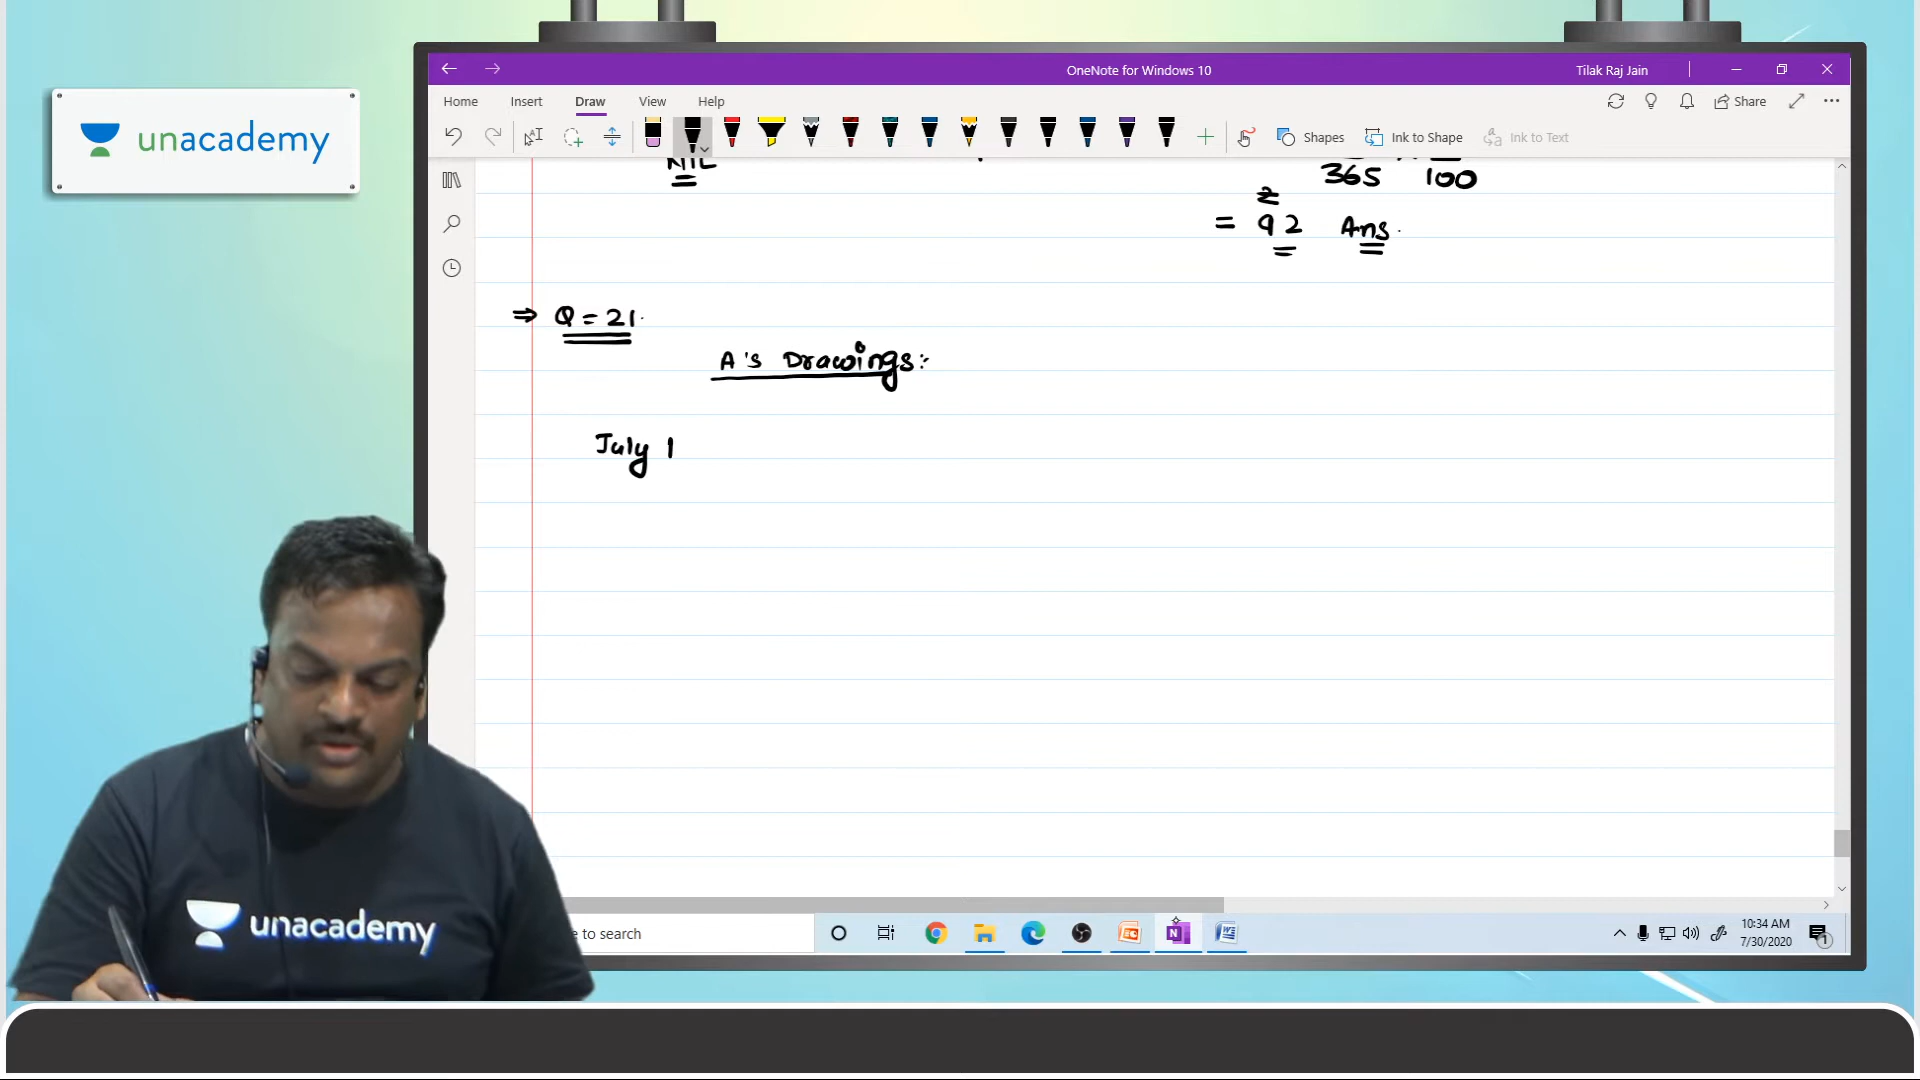 OneNote for Windows 10
Tilak Raj Jain
Home Insert Draw View Help
Share
Shapes Ink to Shape Ink to Text
unacademy
NIL
365 100
= 92 Ans.
⇒ Q = 21.
A's Drawings:
July 1
unacademy
to search
10:34 AM
7/30/2020